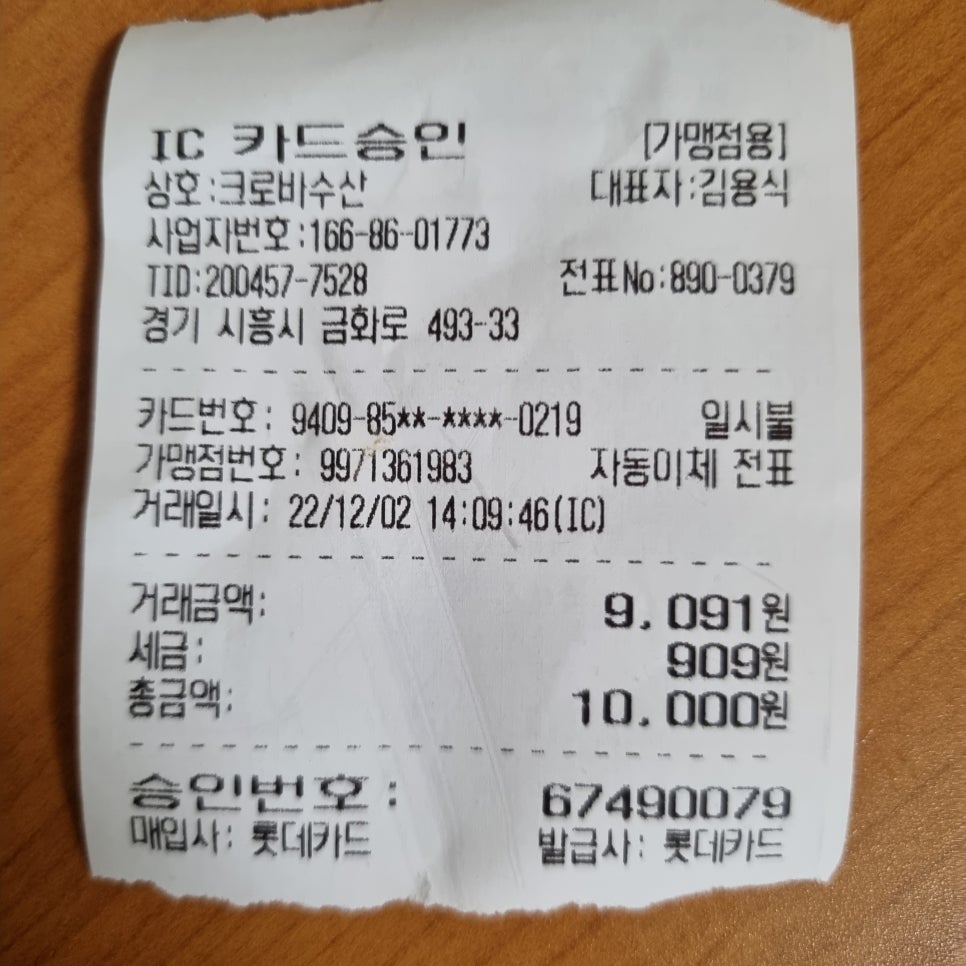 IC 카드승인 [가맹점용]
상호:크로바수산 대표자:김용식
사업자번호:166-86-01773
TID:200457-7528 전표No:890-0379
경기 시흥시 금화로 493-33
카드번호: 9409-85**-****-0219 일시불
가맹점번호: 9971361983 자동이체 전표
거래일시: 22/12/02 14:09:46(IC)
거래금액: 9,091원
세금: 909원
총금액: 10,000원
승인번호: 67490079
매입사: 롯데카드 발급사: 롯데카드